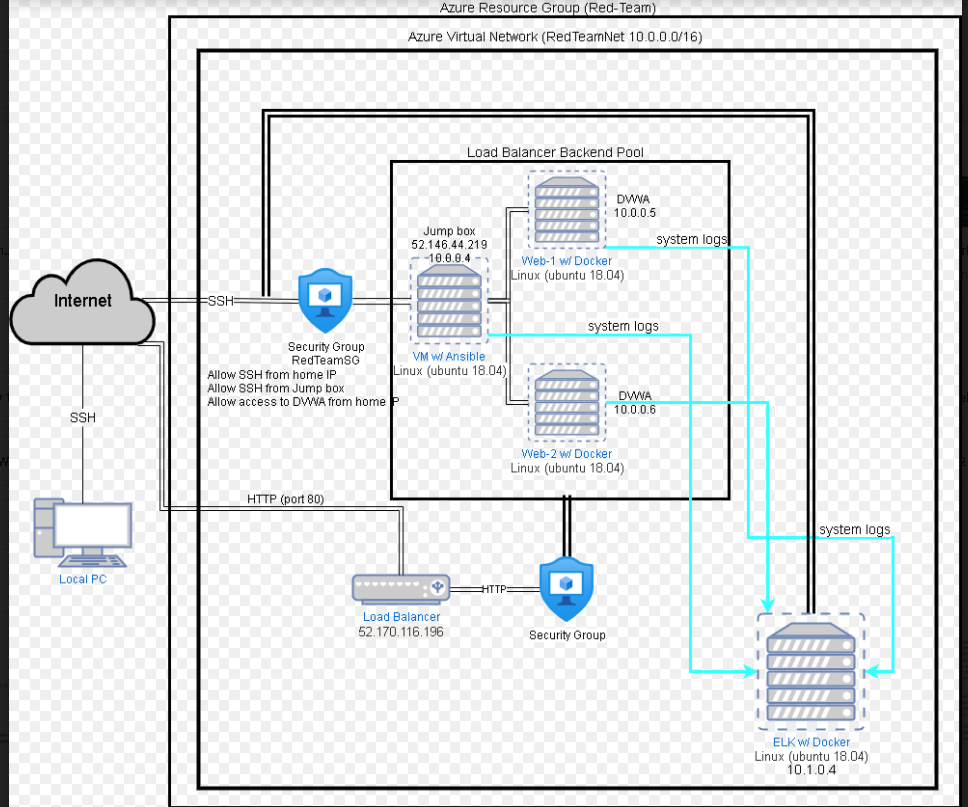 Azure Resource Group (Red-Team)
Azure Virtual Network (RedTeamNet 10.0.0.0/16)
Load Balancer Backend Pool
DVWA
10.0.0.5
Jump box
52.146.44.219
10.0.0.4
system logs
Web-1 w/ Docker
Linux (ubuntu 18.04)
Internet
SSH
system logs
Security Group
RedTeamSG
VM w/ Ansible
Linux (ubuntu 18.04)
Allow SSH from home IP
Allow SSH from Jump box
Allow access to DVWA from home IP
DVWA
10.0.0.6
SSH
Web-2 w/ Docker
Linux (ubuntu 18.04)
HTTP (port 80)
system logs
Local PC
HTTP
Load Balancer
52.170.116.196
Security Group
ELK w/ Docker
Linux (ubuntu 18.04)
10.1.0.4